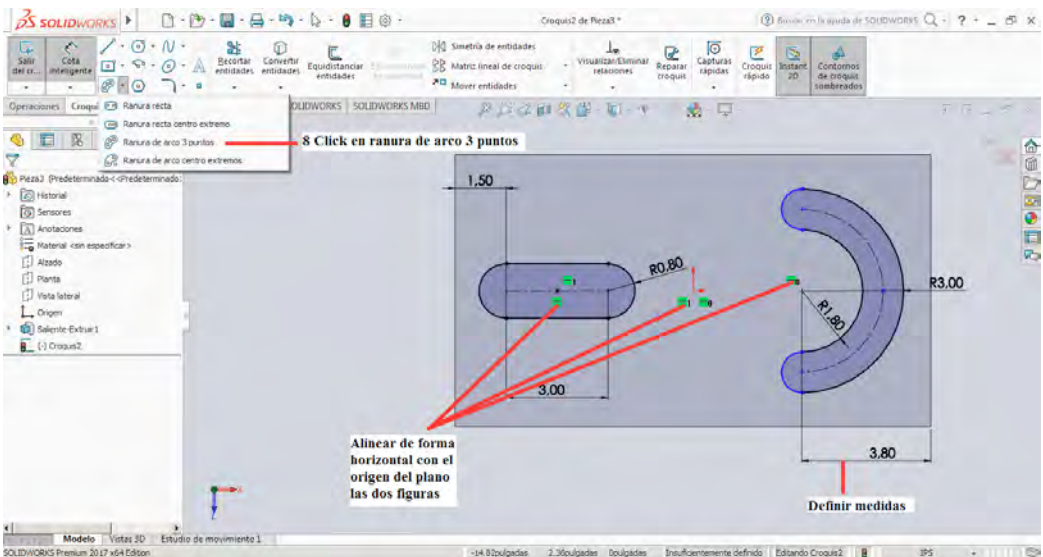 SOLIDWORKS
Croquis2 de Pieza3 *
Buscar en la ayuda de SOLIDWORKS
Salir del cr...
Cota inteligente
Recortar entidades
Convertir entidades
Equidistanciar entidades
Simetría de entidades
Matriz lineal de croquis
Mover entidades
Visualizar/Eliminar relaciones
Reparar croquis
Capturas rápidas
Croquis rápido
Instant 2D
Contornos de croquis sombreados
Operaciones
Croqui
OLIDWORKS
SOLIDWORKS MBD
Ranura recta
Ranura recta centro extremo
Ranura de arco 3 puntos
Ranura de arco centro extremos
8 Click en ranura de arco 3 puntos
Pieza3 (Predeterminado<<Predeterminado:
Historial
Sensores
Anotaciones
Material <sin especificar>
Alzado
Planta
Vista lateral
Origen
Saliente-Extruir1
(-) Croquis2
1,50
R0,80
R3,00
R1,80
3,00
3,80
Alinear de forma
horizontal con el
origen del plano
las dos figuras
Definir medidas
Modelo
Vistas 3D
Estudio de movimiento 1
SOLIDWORKS Premium 2017 x64 Edition
-14.92pulgadas
2.38pulgadas
0pulgadas
Insuficientemente definido
Editando Croquis2
IPS